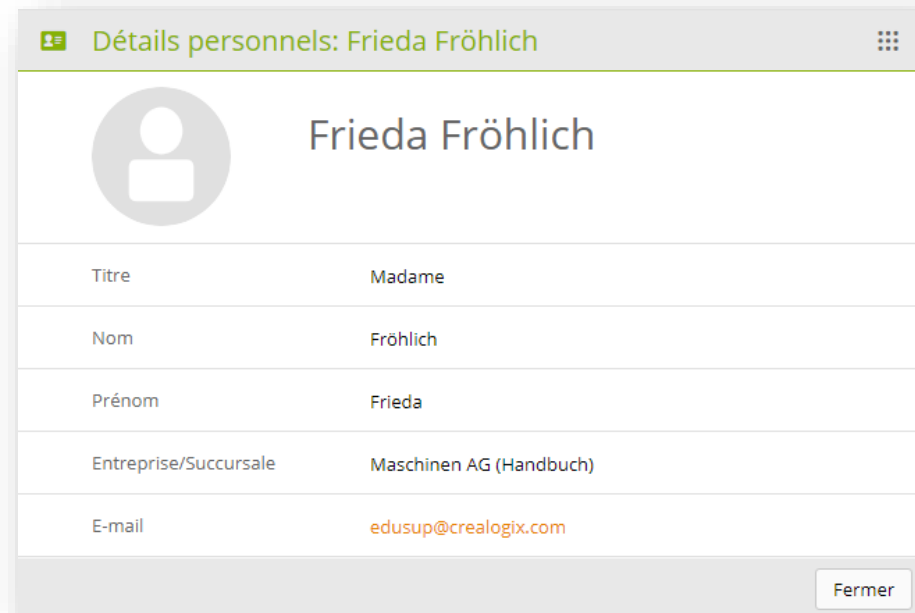 Détails personnels: Frieda Fröhlich
Frieda Fröhlich
Titre Madame
Nom Fröhlich
Prénom Frieda
Entreprise/Succursale Maschinen AG (Handbuch)
E-mail edusup@crealogix.com
Fermer